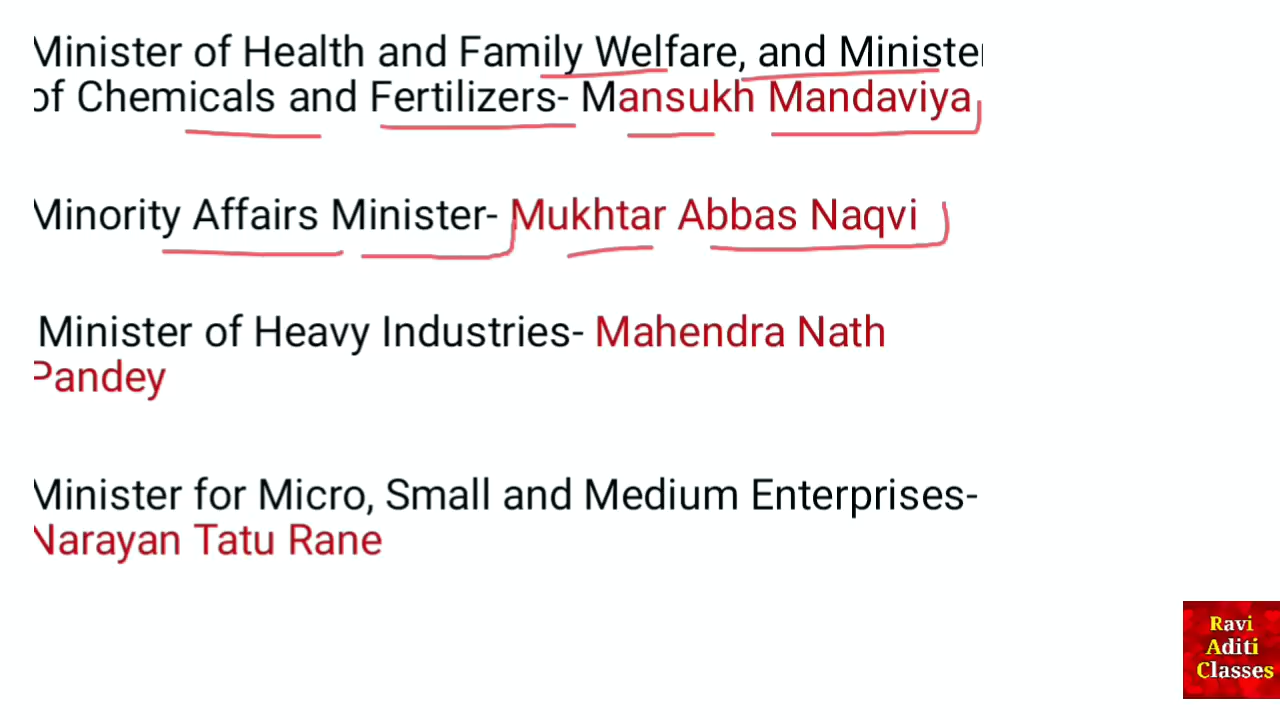 Minister of Health and Family Welfare, and Minister
of Chemicals and Fertilizers- Mansukh Mandaviya
Minority Affairs Minister- Mukhtar Abbas Naqvi
Minister of Heavy Industries- Mahendra Nath
Pandey
Minister for Micro, Small and Medium Enterprises-
Narayan Tatu Rane
Ravi
Aditi
Classes